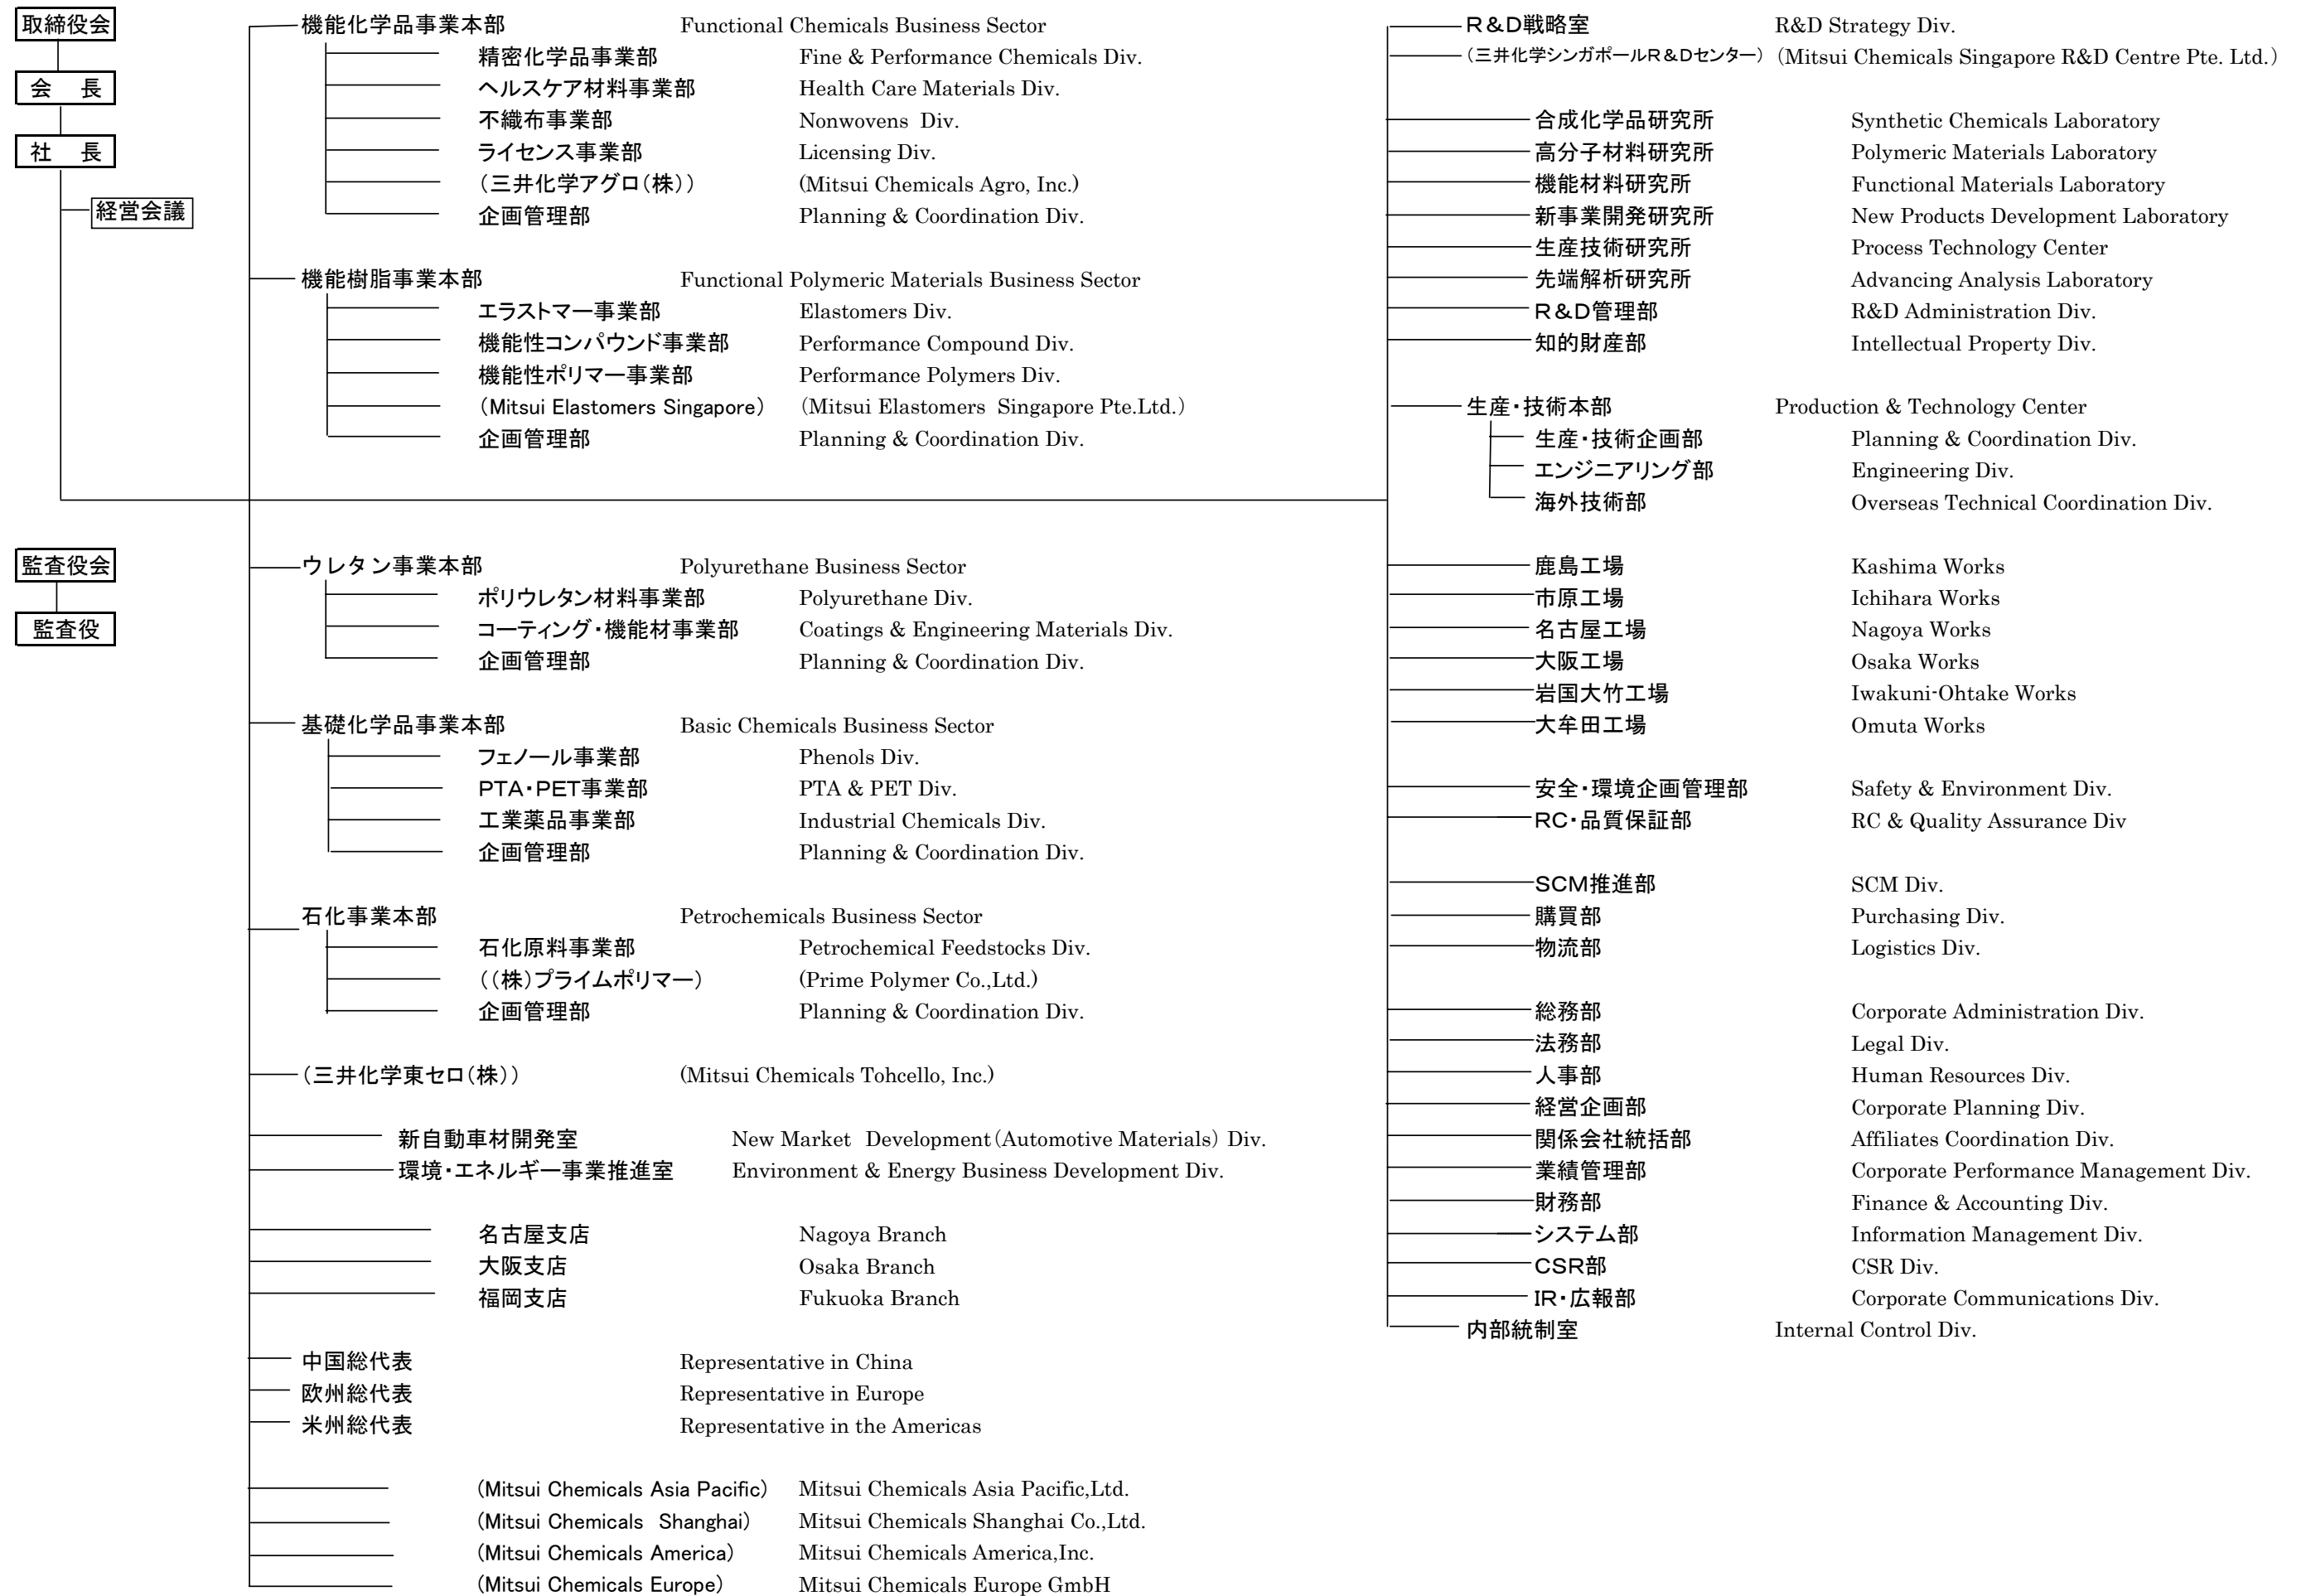 取締役会
会　長
社　長
経営会議
監査役会
監査役
機能化学品事業本部 Functional Chemicals Business Sector
精密化学品事業部 Fine & Performance Chemicals Div.
ヘルスケア材料事業部 Health Care Materials Div.
不織布事業部 Nonwovens Div.
ライセンス事業部 Licensing Div.
（三井化学アグロ（株）） (Mitsui Chemicals Agro, Inc.)
企画管理部 Planning & Coordination Div.
機能樹脂事業本部 Functional Polymeric Materials Business Sector
エラストマー事業部 Elastomers Div.
機能性コンパウンド事業部 Performance Compound Div.
機能性ポリマー事業部 Performance Polymers Div.
（Mitsui Elastomers Singapore） （Mitsui Elastomers Singapore Pte.Ltd.）
企画管理部 Planning & Coordination Div.
ウレタン事業本部 Polyurethane Business Sector
ポリウレタン材料事業部 Polyurethane Div.
コーティング・機能材事業部 Coatings & Engineering Materials Div.
企画管理部 Planning & Coordination Div.
基礎化学品事業本部 Basic Chemicals Business Sector
フェノール事業部 Phenols Div.
PTA・PET事業部 PTA & PET Div.
工業薬品事業部 Industrial Chemicals Div.
企画管理部 Planning & Coordination Div.
石化事業本部 Petrochemicals Business Sector
石化原料事業部 Petrochemical Feedstocks Div.
（（株）プライムポリマー） (Prime Polymer Co.,Ltd.)
企画管理部 Planning & Coordination Div.
（三井化学東セロ（株）） (Mitsui Chemicals Tohcello, Inc.)
新自動車材開発室 New Market Development（Automotive Materials）Div.
環境・エネルギー事業推進室 Environment & Energy Business Development Div.
名古屋支店 Nagoya Branch
大阪支店 Osaka Branch
福岡支店 Fukuoka Branch
中国総代表 Representative in China
欧州総代表 Representative in Europe
米州総代表 Representative in the Americas
(Mitsui Chemicals Asia Pacific) Mitsui Chemicals Asia Pacific,Ltd.
(Mitsui Chemicals Shanghai) Mitsui Chemicals Shanghai Co.,Ltd.
(Mitsui Chemicals America) Mitsui Chemicals America,Inc.
(Mitsui Chemicals Europe) Mitsui Chemicals Europe GmbH
R＆D戦略室 R&D Strategy Div.
（三井化学シンガポールR＆Dセンター） (Mitsui Chemicals Singapore R&D Centre Pte. Ltd.）
合成化学品研究所 Synthetic Chemicals Laboratory
高分子材料研究所 Polymeric Materials Laboratory
機能材料研究所 Functional Materials Laboratory
新事業開発研究所 New Products Development Laboratory
生産技術研究所 Process Technology Center
先端解析研究所 Advancing Analysis Laboratory
R＆D管理部 R&D Administration Div.
知的財産部 Intellectual Property Div.
生産・技術本部 Production & Technology Center
生産・技術企画部 Planning & Coordination Div.
エンジニアリング部 Engineering Div.
海外技術部 Overseas Technical Coordination Div.
鹿島工場 Kashima Works
市原工場 Ichihara Works
名古屋工場 Nagoya Works
大阪工場 Osaka Works
岩国大竹工場 Iwakuni-Ohtake Works
大牟田工場 Omuta Works
安全・環境企画管理部 Safety & Environment Div.
RC・品質保証部 RC & Quality Assurance Div
SCM推進部 SCM Div.
購買部 Purchasing Div.
物流部 Logistics Div.
総務部 Corporate Administration Div.
法務部 Legal Div.
人事部 Human Resources Div.
経営企画部 Corporate Planning Div.
関係会社統括部 Affiliates Coordination Div.
業績管理部 Corporate Performance Management Div.
財務部 Finance & Accounting Div.
システム部 Information Management Div.
CSR部 CSR Div.
IR・広報部 Corporate Communications Div.
内部統制室 Internal Control Div.